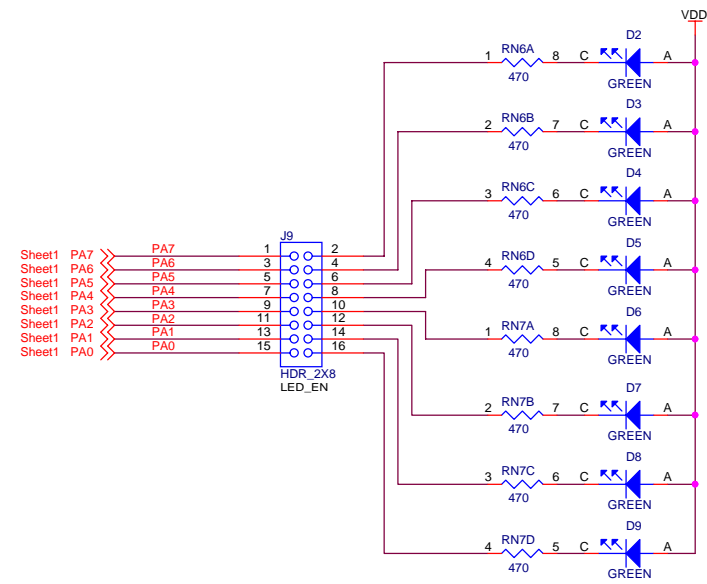 VDD
D2
RN6A
1 8 C A
470
GREEN
D3
RN6B
2 7 C A
470
GREEN
D4
RN6C
3 6 C A
470
GREEN
D5
RN6D
4 5 C A
470
GREEN
D6
RN7A
1 8 C A
470
GREEN
D7
RN7B
2 7 C A
470
GREEN
D8
RN7C
3 6 C A
470
GREEN
D9
RN7D
4 5 C A
470
GREEN
J9
Sheet1 PA7 PA7 1 2
Sheet1 PA6 PA6 3 4
Sheet1 PA5 PA5 5 6
Sheet1 PA4 PA4 7 8
Sheet1 PA3 PA3 9 10
Sheet1 PA2 PA2 11 12
Sheet1 PA1 PA1 13 14
Sheet1 PA0 PA0 15 16
HDR_2X8
LED_EN